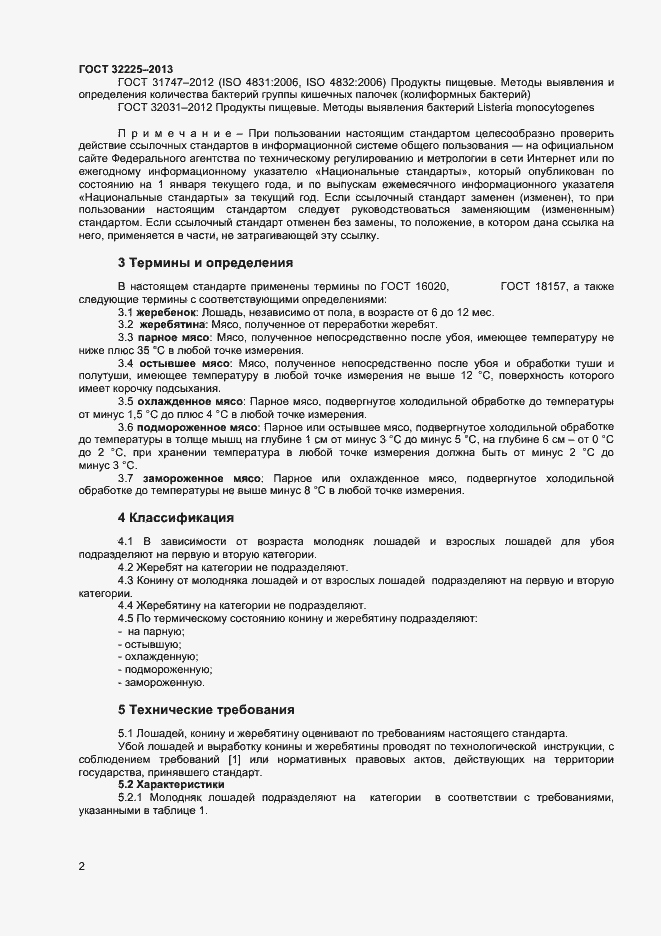 ГОСТ 32225–2013
ГОСТ 31747–2012 (ISO 4831:2006, ISO 4832:2006) Продукты пищевые. Методы выявления и
определения количества бактерий группы кишечных палочек (колиформных бактерий)
ГОСТ 32031–2012 Продукты пищевые. Методы выявления бактерий Listeria monocytogenes
П р и м е ч а н и е – При пользовании настоящим стандартом целесообразно проверить
действие ссылочных стандартов в информационной системе общего пользования — на официальном
сайте Федерального агентства по техническому регулированию и метрологии в сети Интернет или по
ежегодному информационному указателю «Национальные стандарты», который опубликован по
состоянию на 1 января текущего года, и по выпускам ежемесячного информационного указателя
«Национальные стандарты» за текущий год. Если ссылочный стандарт заменен (изменен), то при
пользовании настоящим стандартом следует руководствоваться заменяющим (измененным)
стандартом. Если ссылочный стандарт отменен без замены, то положение, в котором дана ссылка на
него, применяется в части, не затрагивающей эту ссылку.
3 Термины и определения
В настоящем стандарте применены термины по ГОСТ 16020, ГОСТ 18157, а также
следующие термины с соответствующими определениями:
3.1 жеребенок: Лошадь, независимо от пола, в возрасте от 6 до 12 мес.
3.2 жеребятина: Мясо, полученное от переработки жеребят.
3.3 парное мясо: Мясо, полученное непосредственно после убоя, имеющее температуру не
ниже плюс 35 °С в любой точке измерения.
3.4 остывшее мясо: Мясо, полученное непосредственно после убоя и обработки туши и
полутуши, имеющее температуру в любой точке измерения не выше 12 °С, поверхность которого
имеет корочку подсыхания.
3.5 охлажденное мясо: Парное мясо, подвергнутое холодильной обработке до температуры
от минус 1,5 °С до плюс 4 °С в любой точке измерения.
3.6 подмороженное мясо: Парное или остывшее мясо, подвергнутое холодильной обработке
до температуры в толще мышц на глубине 1 см от минус 3 °С до минус 5 °С, на глубине 6 см – от 0 °С
до 2 °С, при хранении температура в любой точке измерения должна быть от минус 2 °С до
минус 3 °С.
3.7 замороженное мясо: Парное или охлажденное мясо, подвергнутое холодильной
обработке до температуры не выше минус 8 °С в любой точке измерения.
4 Классификация
4.1 В зависимости от возраста молодняк лошадей и взрослых лошадей для убоя
подразделяют на первую и вторую категории.
4.2 Жеребят на категории не подразделяют.
4.3 Конину от молодняка лошадей и от взрослых лошадей подразделяют на первую и вторую
категории.
4.4 Жеребятину на категории не подразделяют.
4.5 По термическому состоянию конину и жеребятину подразделяют:
- на парную;
- остывшую;
- охлажденную;
- подмороженную;
- замороженную.
5 Технические требования
5.1 Лошадей, конину и жеребятину оценивают по требованиям настоящего стандарта.
Убой лошадей и выработку конины и жеребятины проводят по технологической инструкции, с
соблюдением требований [1] или нормативных правовых актов, действующих на территории
государства, принявшего стандарт.
5.2 Характеристики
5.2.1 Молодняк лошадей подразделяют на категории в соответствии с требованиями,
указанными в таблице 1.
2